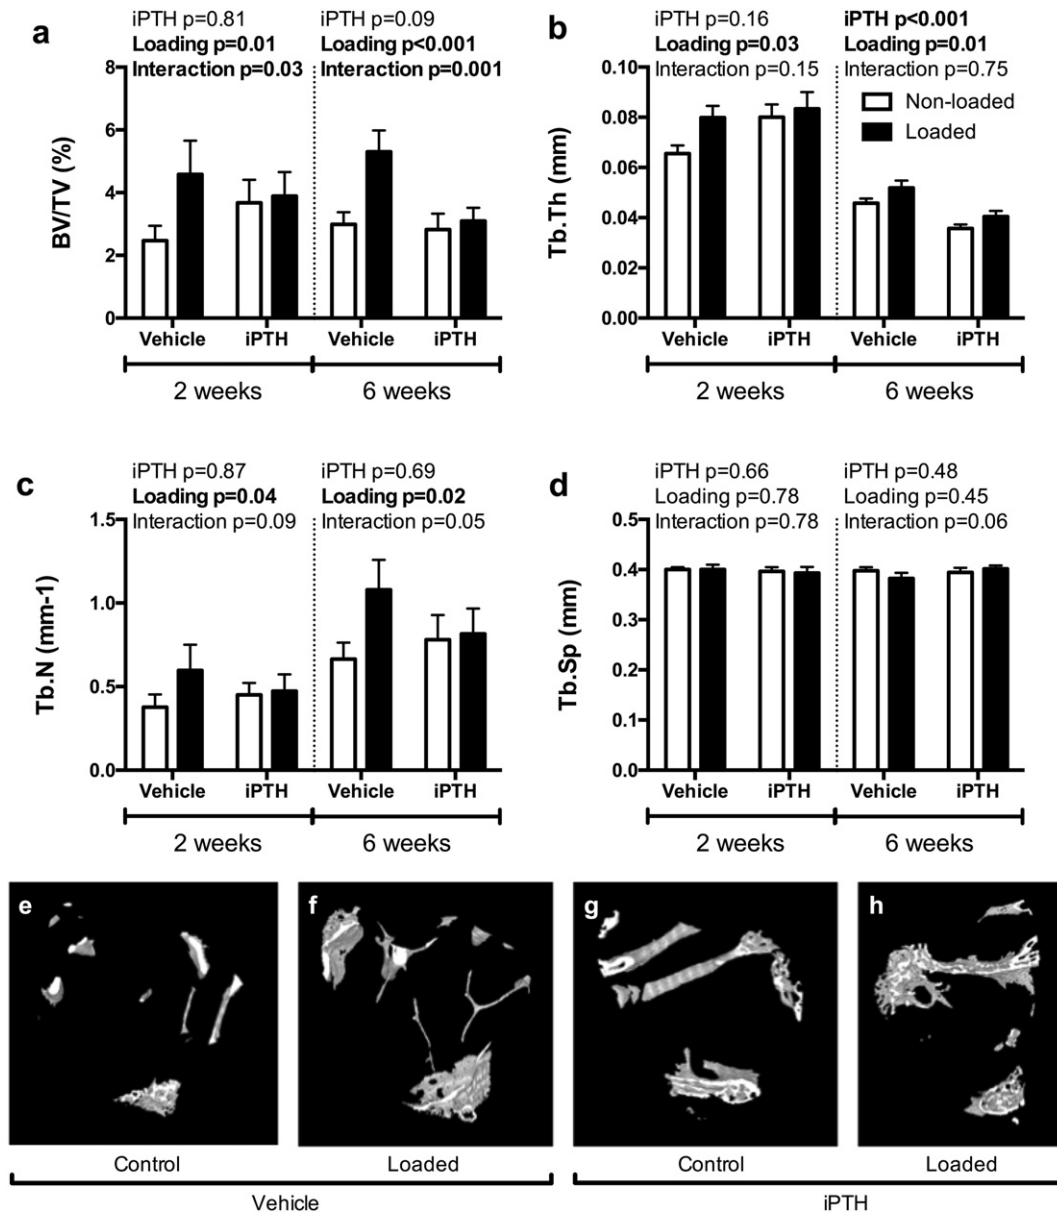 a
iPTH p=0.81
Loading p=0.01
Interaction p=0.03
iPTH p=0.09
Loading p<0.001
Interaction p=0.001
8
6
4
2
0
BV/TV (%)
Vehicle
iPTH
Vehicle
iPTH
2 weeks
6 weeks
b
iPTH p=0.16
Loading p=0.03
Interaction p=0.15
iPTH p<0.001
Loading p=0.01
Interaction p=0.75
Non-loaded
Loaded
0.10
0.08
0.06
0.04
0.02
0.00
Tb.Th (mm)
Vehicle
iPTH
Vehicle
iPTH
2 weeks
6 weeks
c
iPTH p=0.87
Loading p=0.04
Interaction p=0.09
iPTH p=0.69
Loading p=0.02
Interaction p=0.05
1.5
1.0
0.5
0.0
Tb.N (mm-1)
Vehicle
iPTH
Vehicle
iPTH
2 weeks
6 weeks
d
iPTH p=0.66
Loading p=0.78
Interaction p=0.78
iPTH p=0.48
Loading p=0.45
Interaction p=0.06
0.5
0.4
0.3
0.2
0.1
0.0
Tb.Sp (mm)
Vehicle
iPTH
Vehicle
iPTH
2 weeks
6 weeks
e
f
g
h
Control
Loaded
Control
Loaded
Vehicle
iPTH